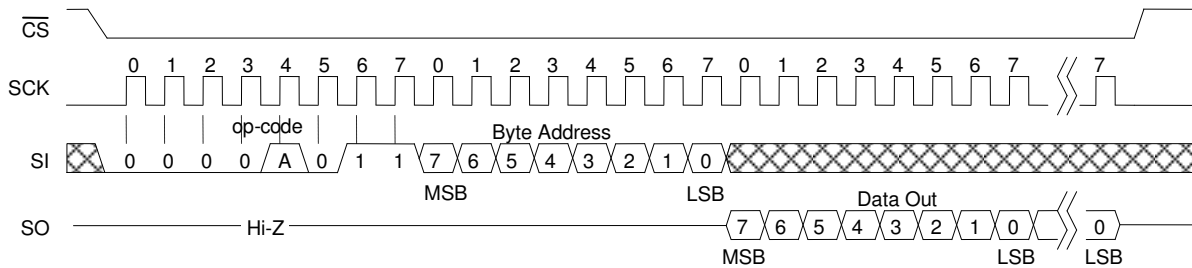 CS
0 1 2 3 4 5 6 7 0 1 2 3 4 5 6 7 0 1 2 3 4 5 6 7 7
SCK
op-code Byte Address
SI 0 0 0 0 A 0 1 1 7 6 5 4 3 2 1 0
MSB LSB
Data Out
SO Hi-Z 7 6 5 4 3 2 1 0 0
MSB LSB LSB